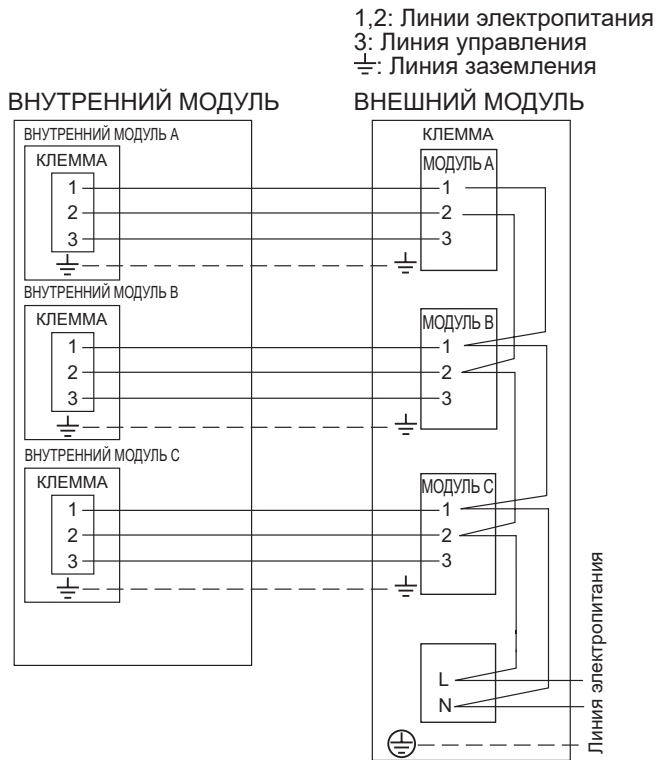 1,2: Линии электропитания
3: Линия управления
⏚: Линия заземления
ВНУТРЕННИЙ МОДУЛЬ
ВНЕШНИЙ МОДУЛЬ
ВНУТРЕННИЙ МОДУЛЬ A
КЛЕММА
1
2
3
КЛЕММА
МОДУЛЬ A
1
2
3
ВНУТРЕННИЙ МОДУЛЬ B
КЛЕММА
1
2
3
МОДУЛЬ B
1
2
3
ВНУТРЕННИЙ МОДУЛЬ C
КЛЕММА
1
2
3
МОДУЛЬ C
1
2
3
L
N
Линия электропитания